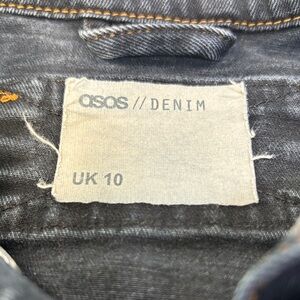 asos // DENIM
UK 10